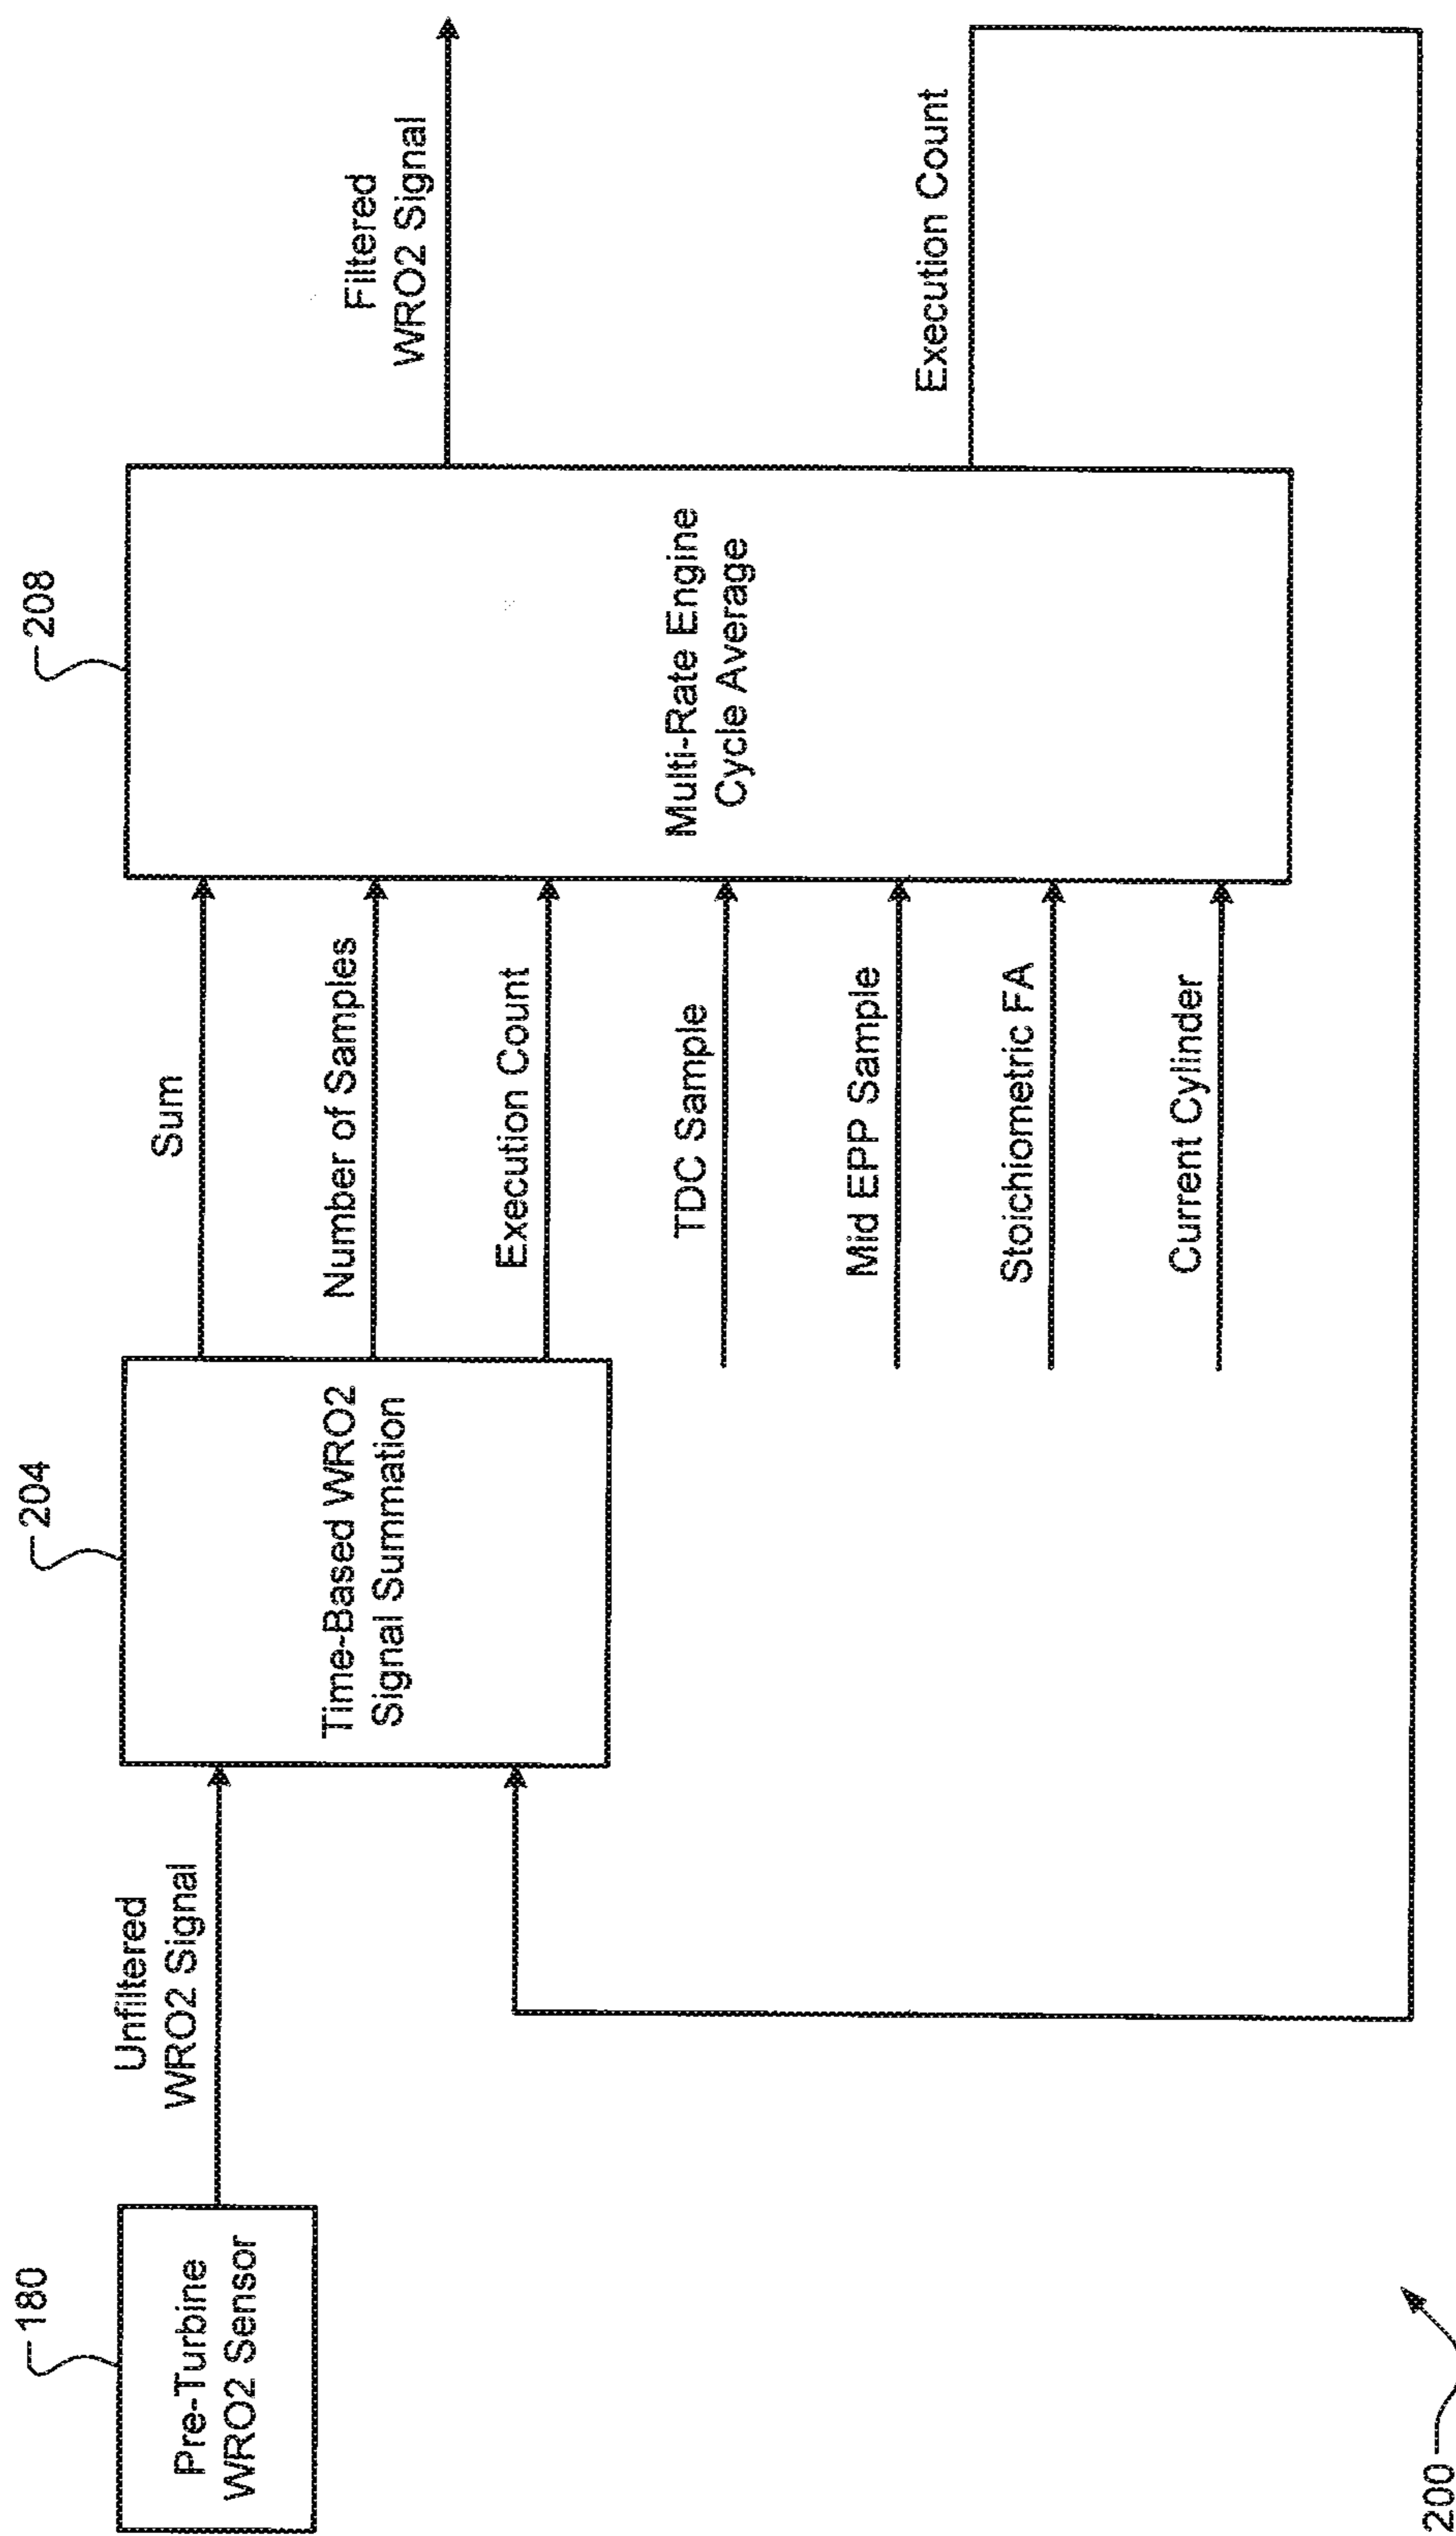 180
Pre-Turbine
WRO2 Sensor
Unfiltered
WRO2 Signal
204
Time-Based WRO2
Signal Summation
Sum
Number of Samples
Execution Count
TDC Sample
Mid EPP Sample
Stoichiometric FA
Current Cylinder
208
Multi-Rate Engine
Cycle Average
Filtered
WRO2 Signal
Execution Count
200